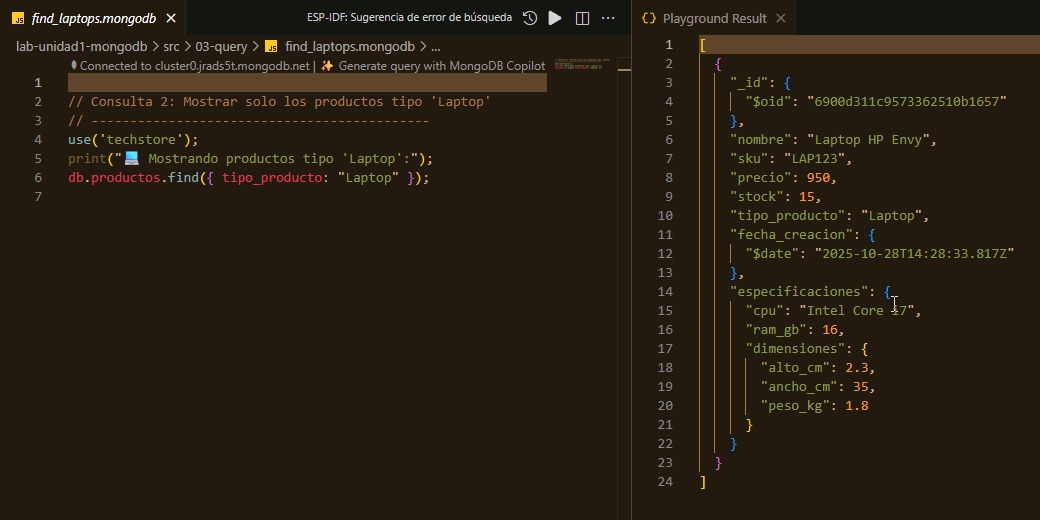 JS find_laptops.mongodb
ESP-IDF: Sugerencia de error de búsqueda
lab-unidad1-mongodb > src > 03-query > JS find_laptops.mongodb > ...
Connected to cluster0.jrads5t.mongodb.net | ✨ Generate query with MongoDB Copilot
1
2 // Consulta 2: Mostrar solo los productos tipo 'Laptop'
3 // --------------------------------------------
4 use('techstore');
5 print("💻 Mostrando productos tipo 'Laptop':");
6 db.productos.find({ tipo_producto: "Laptop" });
7
{} Playground Result
1 [
2 {
3 "_id": {
4 "$oid": "6900d311c9573362510b1657"
5 },
6 "nombre": "Laptop HP Envy",
7 "sku": "LAP123",
8 "precio": 950,
9 "stock": 15,
10 "tipo_producto": "Laptop",
11 "fecha_creacion": {
12 "$date": "2025-10-28T14:28:33.817Z"
13 },
14 "especificaciones": {
15 "cpu": "Intel Core i7",
16 "ram_gb": 16,
17 "dimensiones": {
18 "alto_cm": 2.3,
19 "ancho_cm": 35,
20 "peso_kg": 1.8
21 }
22 }
23 }
24 ]